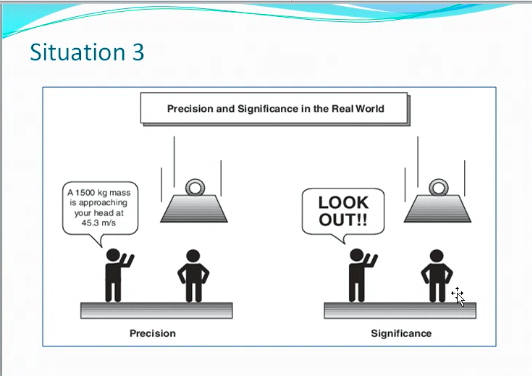 Situation 3
Precision and Significance in the Real World
A 1500 kg mass
is approaching
your head at
45.3 m/s
LOOK
OUT!!
Precision
Significance